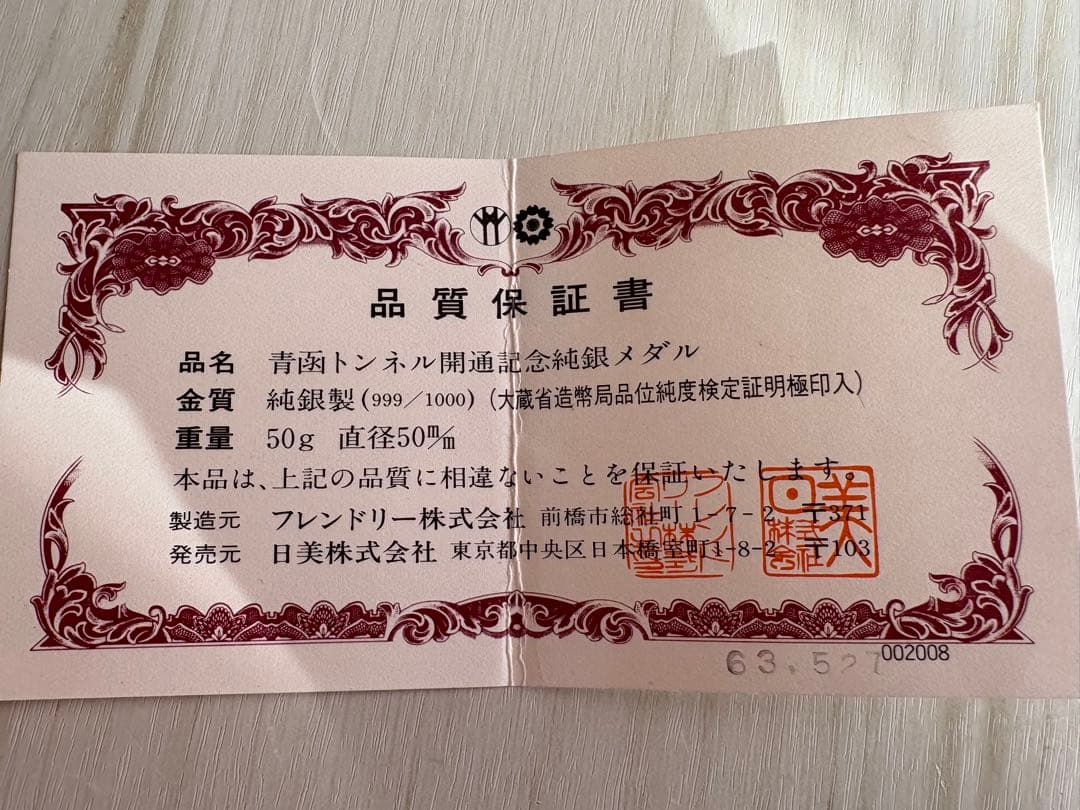 品質保証書
品名 青函トンネル開通記念純銀メダル
金質 純銀製(999/1000)(大蔵省造幣局品位純度検定証明極印入)
重量 50g 直径50m/m
本品は、上記の品質に相違ないことを保証いたします。
製造元 フレンドリー株式会社 前橋市総社町1-7-2 〒371
発売元 日美株式会社 東京都中央区日本橋室町1-8-2 〒103
日美株式会社
63.527
002008